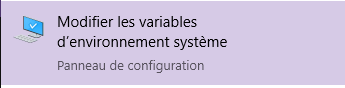 Modifier les variables
d'environnement système
Panneau de configuration